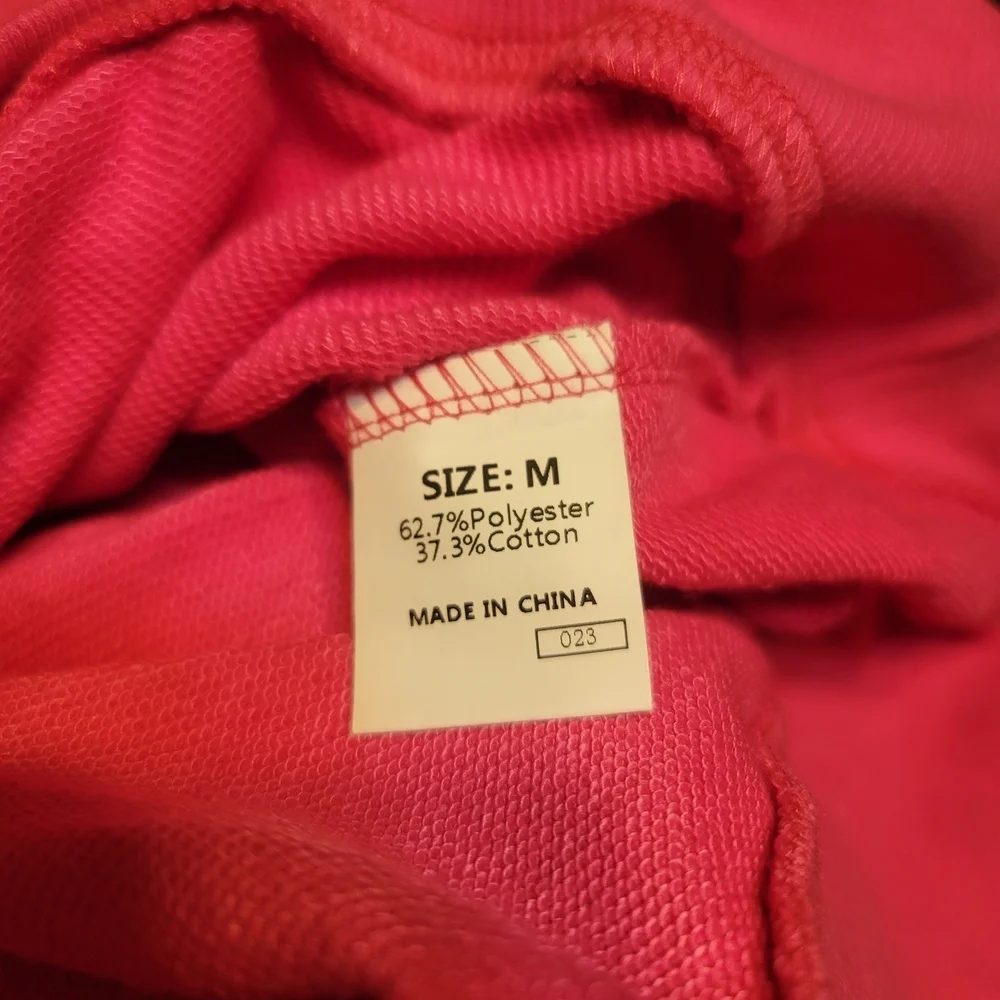 SIZE: M
62.7%Polyester
37.3%Cotton
MADE IN CHINA
023